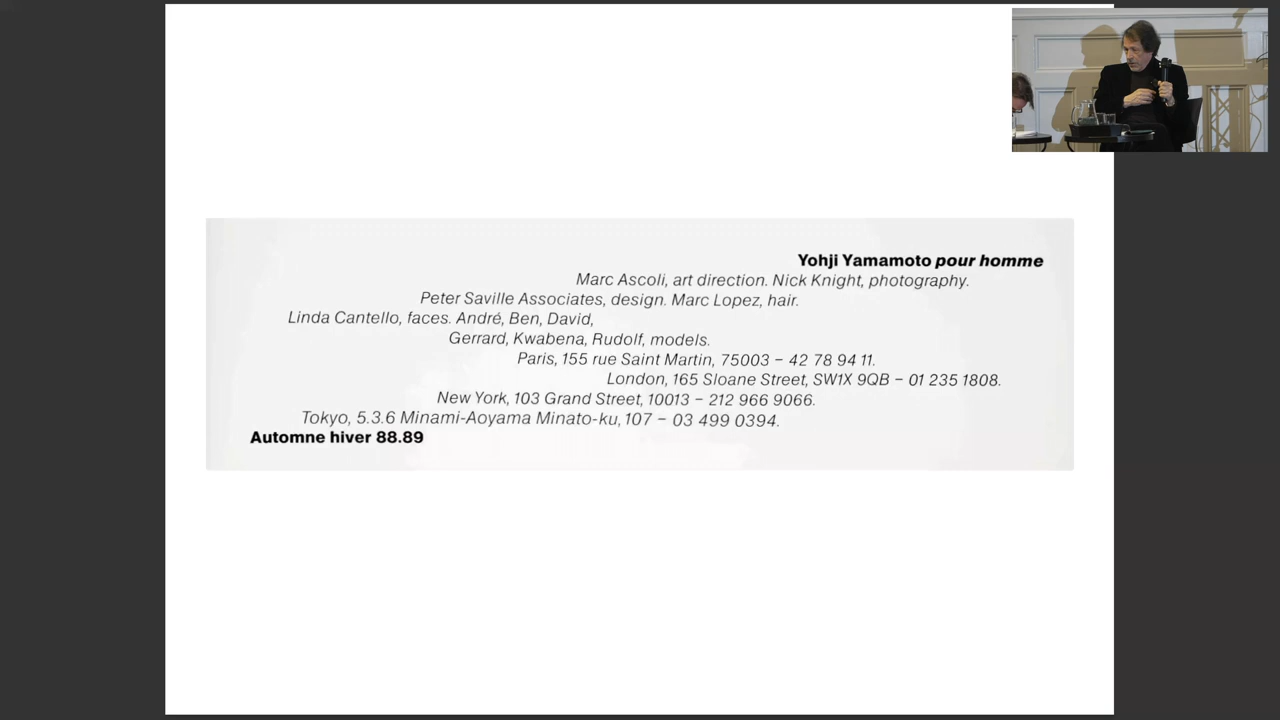 Yohji Yamamoto pour homme
Marc Ascoli, art direction. Nick Knight, photography.
Peter Saville Associates, design. Marc Lopez, hair.
Linda Cantello, faces. André, Ben, David,
Gerrard, Kwabena, Rudolf, models.
Paris, 155 rue Saint Martin, 75003 – 42 78 94 11.
London, 165 Sloane Street, SW1X 9QB – 01 235 1808.
New York, 103 Grand Street, 10013 – 212 966 9066.
Tokyo, 5.3.6 Minami-Aoyama Minato-ku, 107 – 03 499 0394.
Automne hiver 88.89